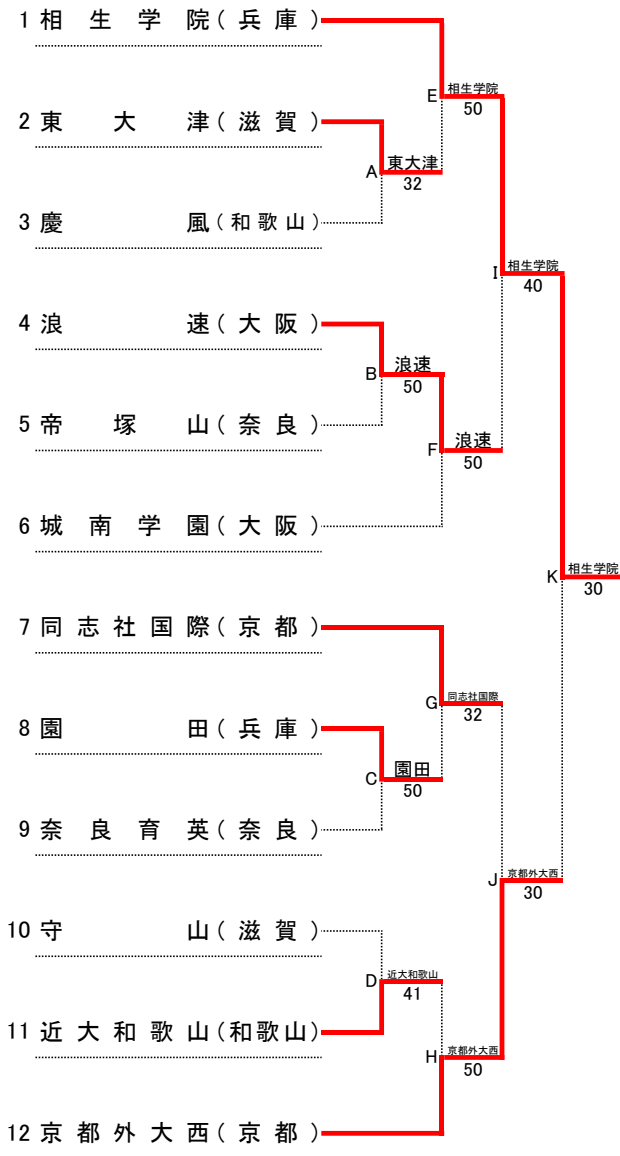 1 相生学院(兵庫)
相生学院
E
50
2 東大津(滋賀)
東大津
A
32
3 慶風(和歌山)
相生学院
I
40
4 浪速(大阪)
浪速
B
50
5 帝塚山(奈良)
浪速
F
50
6 城南学園(大阪)
相生学院
K
30
7 同志社国際(京都)
同志社国際
G
32
8 園田(兵庫)
園田
C
50
9 奈良育英(奈良)
京都外大西
J
30
10 守山(滋賀)
近大和歌山
D
41
11 近大和歌山(和歌山)
京都外大西
H
50
12 京都外大西(京都)